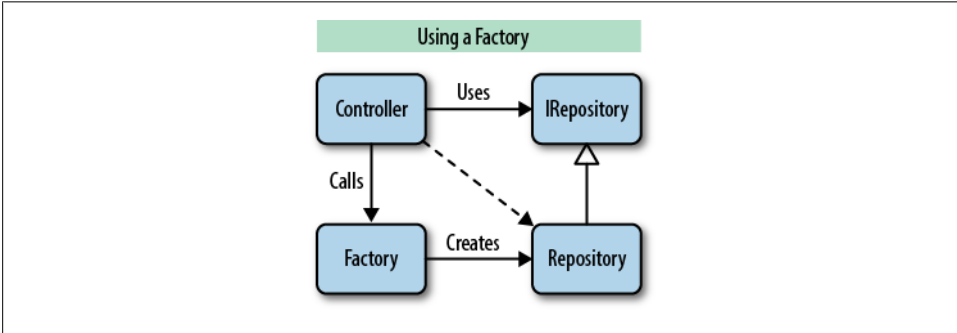 Using a Factory
Controller
Uses
IRepository
Calls
Factory
Creates
Repository